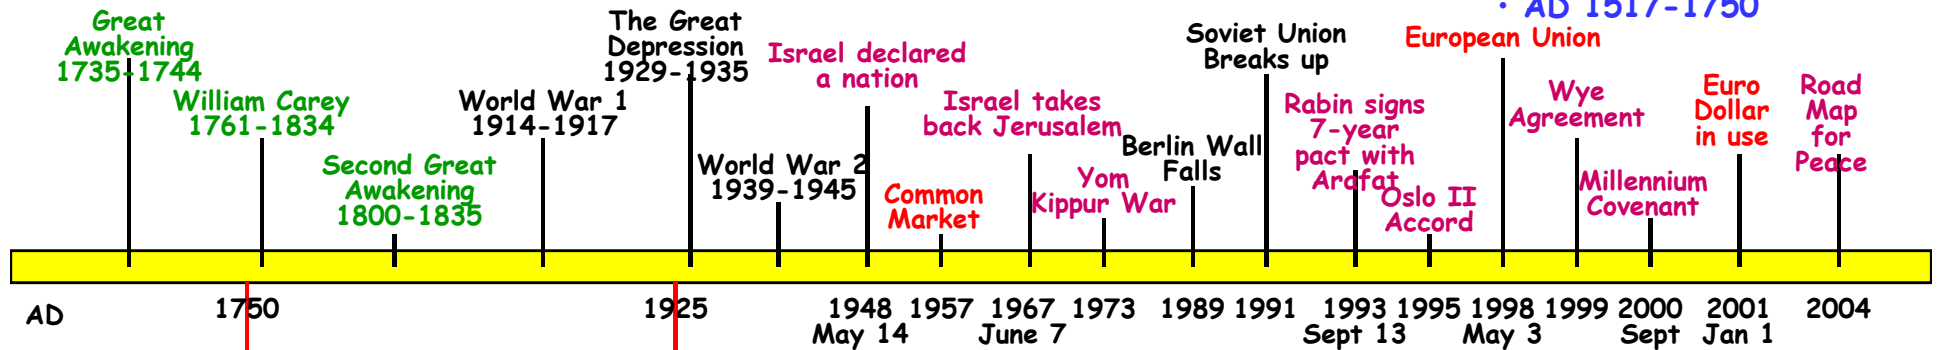 • AD 1517-1750
Great
Awakening
1735-1744
William Carey
1761-1834
Second Great
Awakening
1800-1835
World War 1
1914-1917
The Great
Depression
1929-1935
World War 2
1939-1945
Israel declared
a nation
Common
Market
Israel takes
back Jerusalem
Yom
Kippur War
Berlin Wall
Falls
Soviet Union
Breaks up
Rabin signs
7-year
pact with
Arafat
Oslo II
Accord
European Union
Wye
Agreement
Millennium
Covenant
Euro
Dollar
in use
Road
Map
for
Peace
AD
1750
1925
1948
May 14
1957
1967
June 7
1973
1989
1991
1993
Sept 13
1995
1998
May 3
1999
2000
Sept
2001
Jan 1
2004